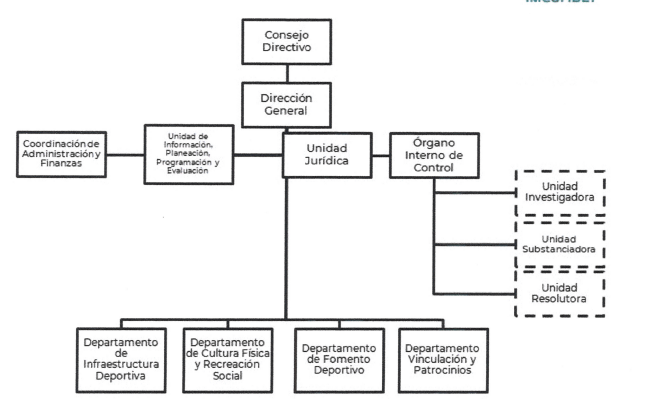 Consejo
Directivo
Dirección
General
Coordinación de
Administración y
Finanzas
Unidad de
Información,
Planeación,
Programación y
Evaluación
Unidad
Jurídica
Órgano
Interno de
Control
Unidad
Investigadora
Unidad
Substanciadora
Unidad
Resolutora
Departamento
de
Infraestructura
Deportiva
Departamento
de Cultura Física
y Recreación
Social
Departamento
de Fomento
Deportivo
Departamento
Vinculación y
Patrocinios